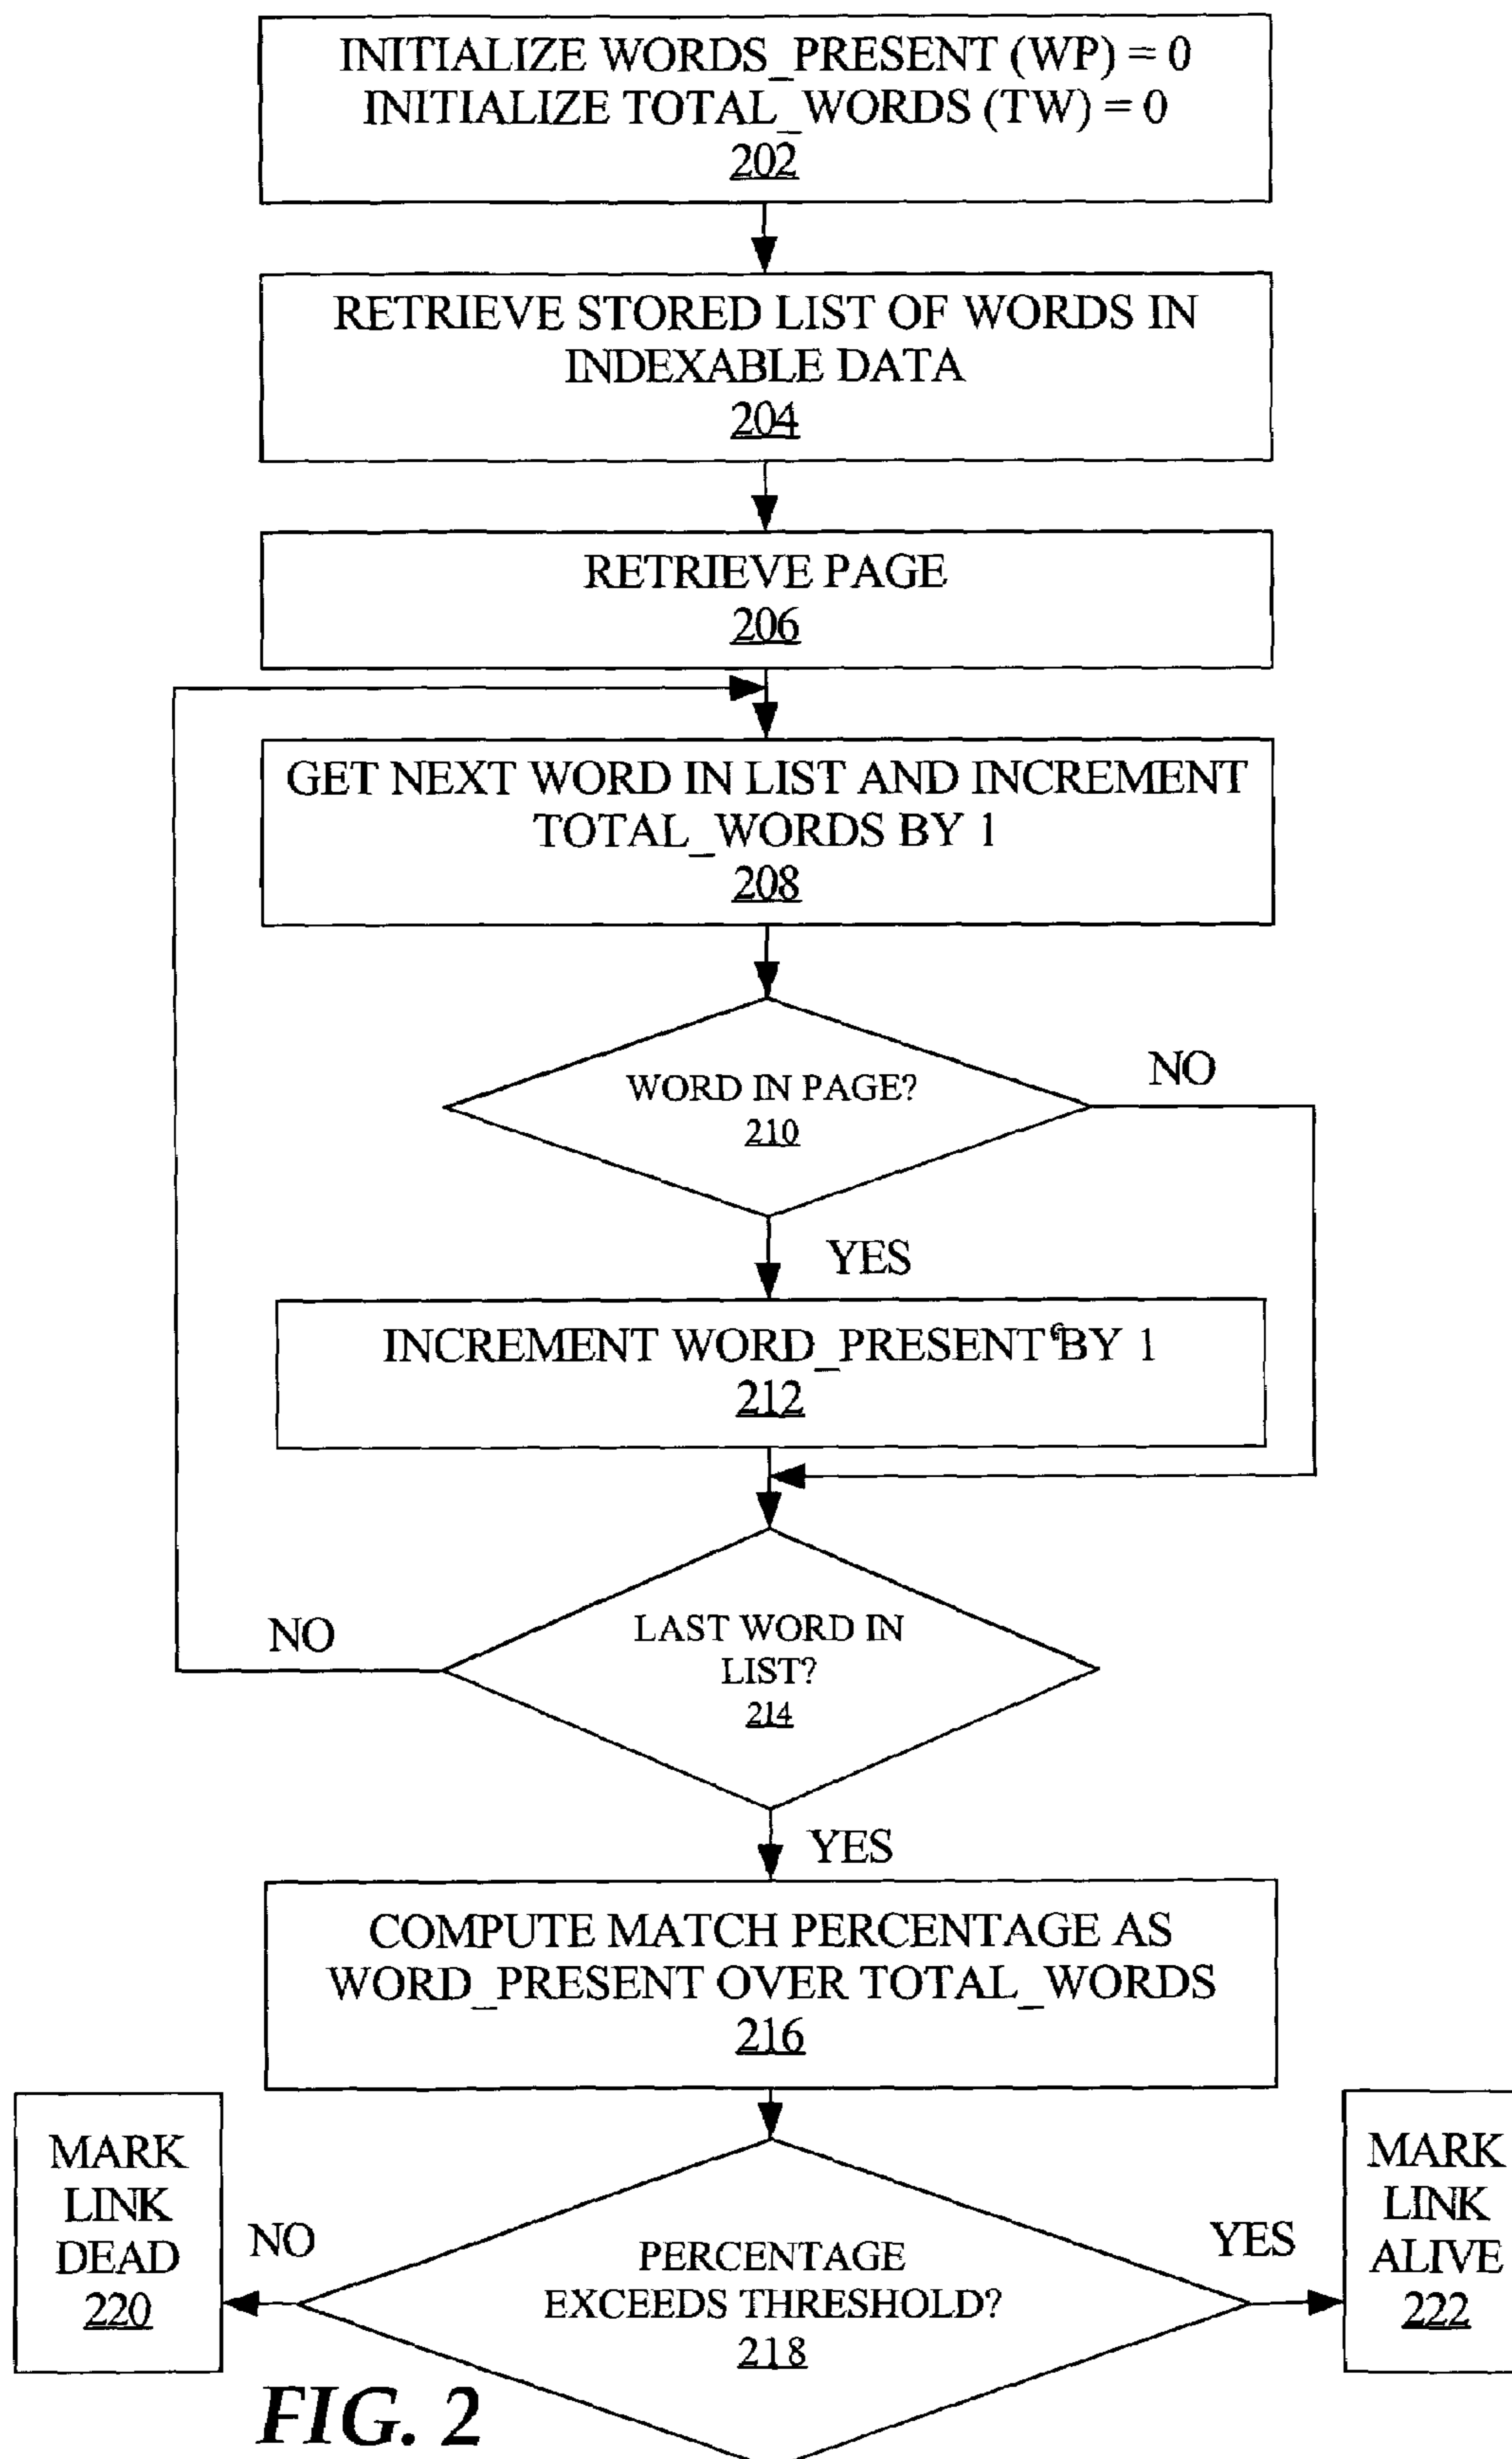 INITIALIZE WORDS_PRESENT (WP) = 0
INITIALIZE TOTAL_WORDS (TW) = 0
202
RETRIEVE STORED LIST OF WORDS IN
INDEXABLE DATA
204
RETRIEVE PAGE
206
GET NEXT WORD IN LIST AND INCREMENT
TOTAL_WORDS BY 1
208
WORD IN PAGE?
210
NO
YES
INCREMENT WORD_PRESENT BY 1
212
LAST WORD IN
LIST?
214
NO
YES
COMPUTE MATCH PERCENTAGE AS
WORD_PRESENT OVER TOTAL_WORDS
216
MARK
LINK
DEAD
220
NO
PERCENTAGE
EXCEEDS THRESHOLD?
218
YES
MARK
LINK
ALIVE
222
FIG. 2